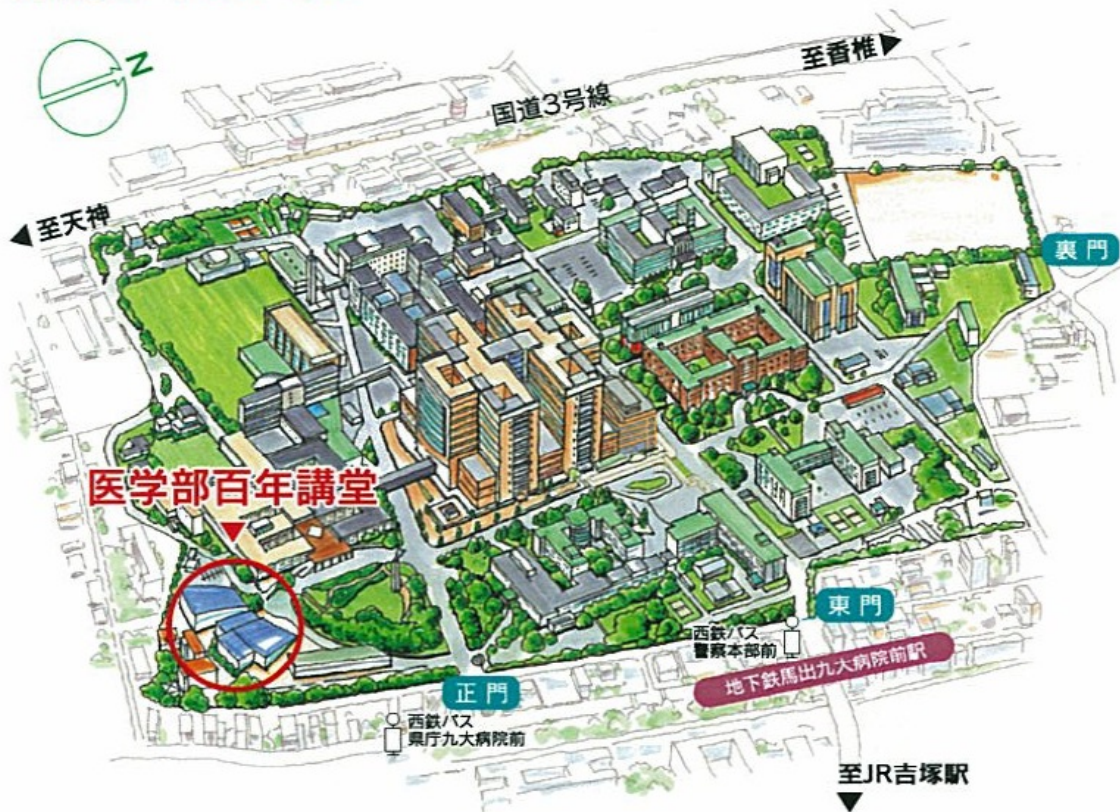 N
至香椎
国道3号線
至天神
裏門
医学部百年講堂
東門
西鉄バス
警察本部前
地下鉄馬出九大病院前駅
正門
西鉄バス
県庁九大病院前
至JR吉塚駅